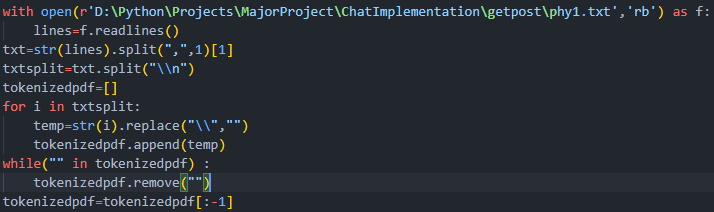 with open(r'D:\Python\Projects\MajorProject\ChatImplementation\getpost\phy1.txt','rb') as f:
    lines=f.readlines()
txt=str(lines).split(",",1)[1]
txtsplit=txt.split("\\n")
tokenizedpdf=[]
for i in txtsplit:
    temp=str(i).replace("\\","")
    tokenizedpdf.append(temp)
while("" in tokenizedpdf) :
    tokenizedpdf.remove("")
tokenizedpdf=tokenizedpdf[:-1]